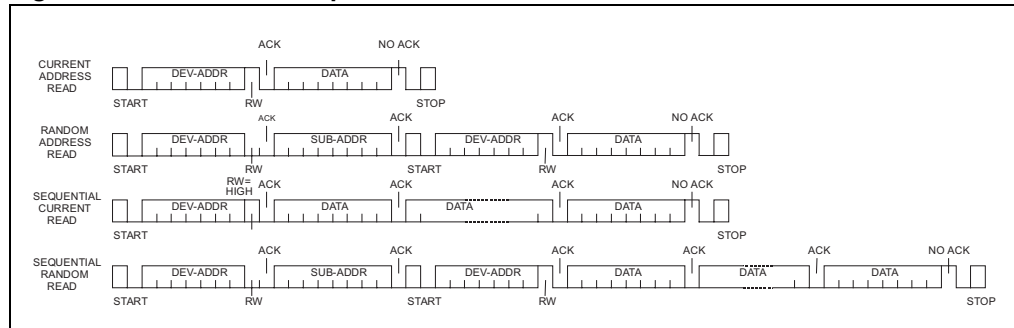 ACK NO ACK
CURRENT
ADDRESS
READ
DEV-ADDR DATA
START RW STOP
ACK ACK ACK NO ACK
RANDOM
ADDRESS
READ
DEV-ADDR SUB-ADDR DEV-ADDR DATA
START RW START RW STOP
RW=
HIGH
ACK ACK ACK NO ACK
SEQUENTIAL
CURRENT
READ
DEV-ADDR DATA DATA DATA
START STOP
ACK ACK ACK ACK ACK NO ACK
SEQUENTIAL
RANDOM
READ
DEV-ADDR SUB-ADDR DEV-ADDR DATA DATA DATA
START RW START RW STOP